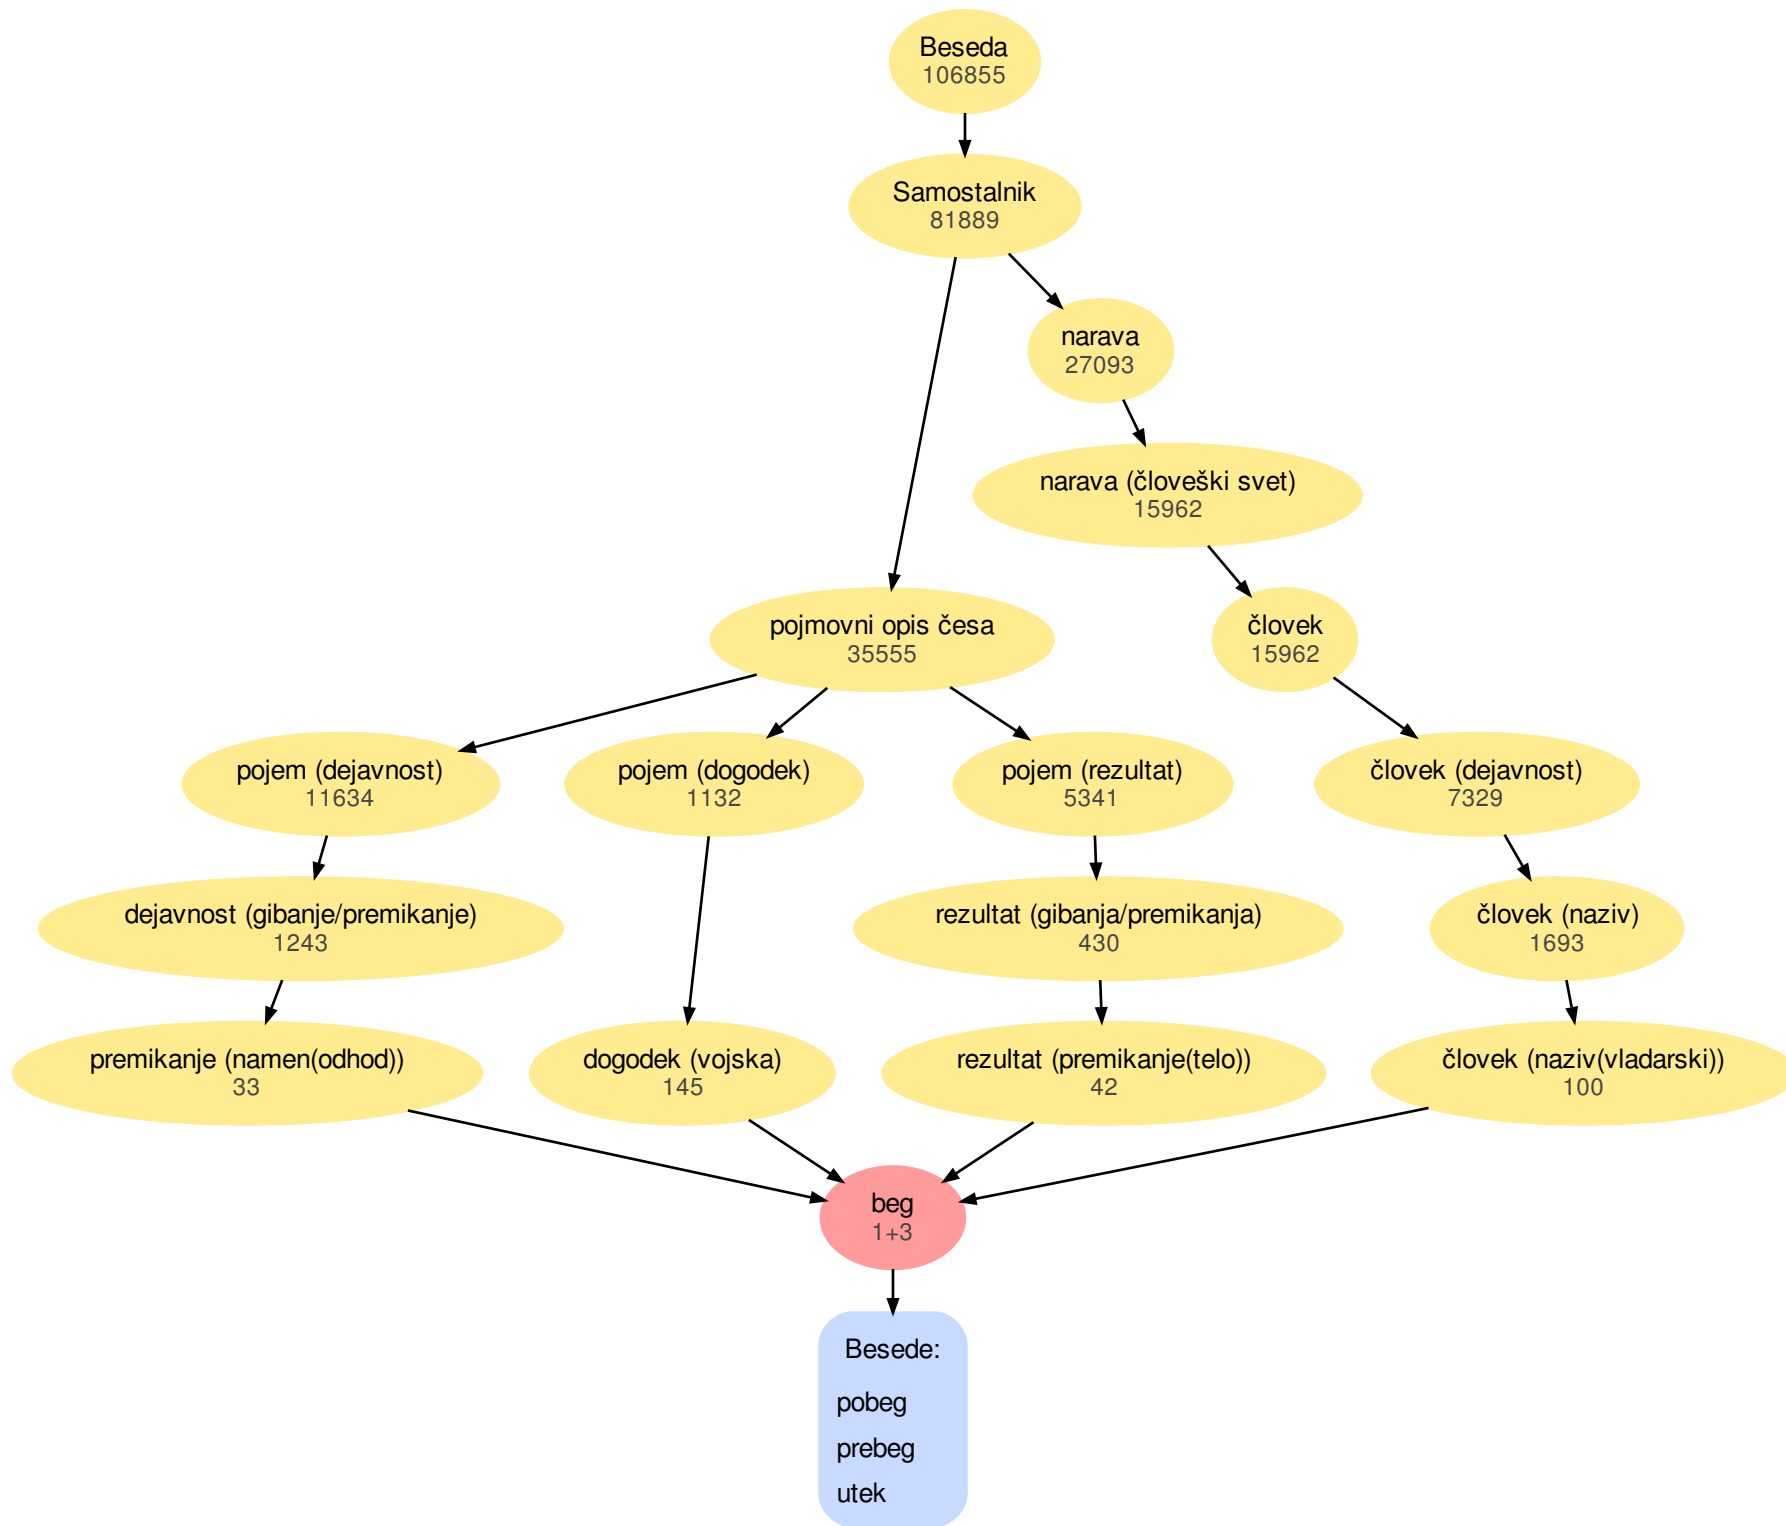 Beseda
106855
Samostalnik
81889
narava
27093
narava (človeški svet)
15962
pojmovni opis česa
35555
človek
15962
pojem (dejavnost)
11634
pojem (dogodek)
1132
pojem (rezultat)
5341
človek (dejavnost)
7329
dejavnost (gibanje/premikanje)
1243
rezultat (gibanja/premikanja)
430
človek (naziv)
1693
premikanje (namen(odhod))
33
dogodek (vojska)
145
rezultat (premikanje(telo))
42
človek (naziv(vladarski))
100
beg
1+3
Besede:
pobeg
prebeg
utek